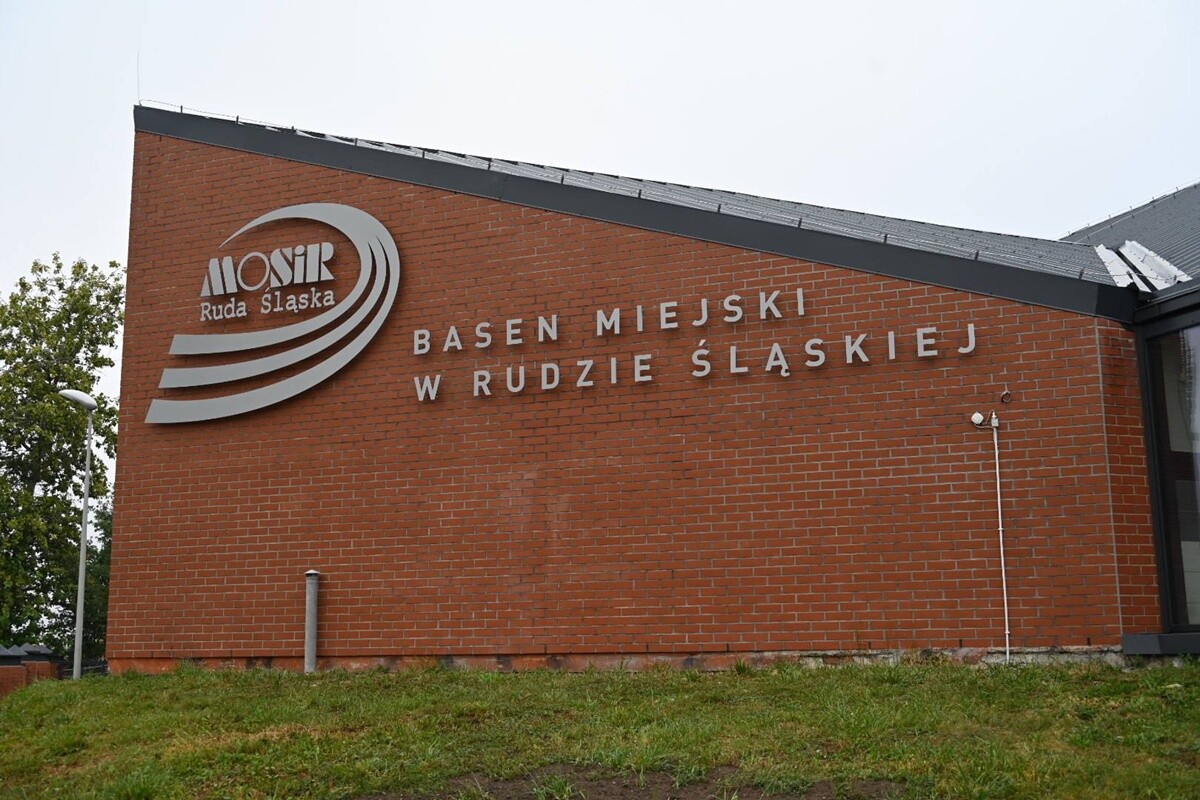 MOSiR
Ruda Śląska
BASEN MIEJSKI
W RUDZIE ŚLĄSKIEJ